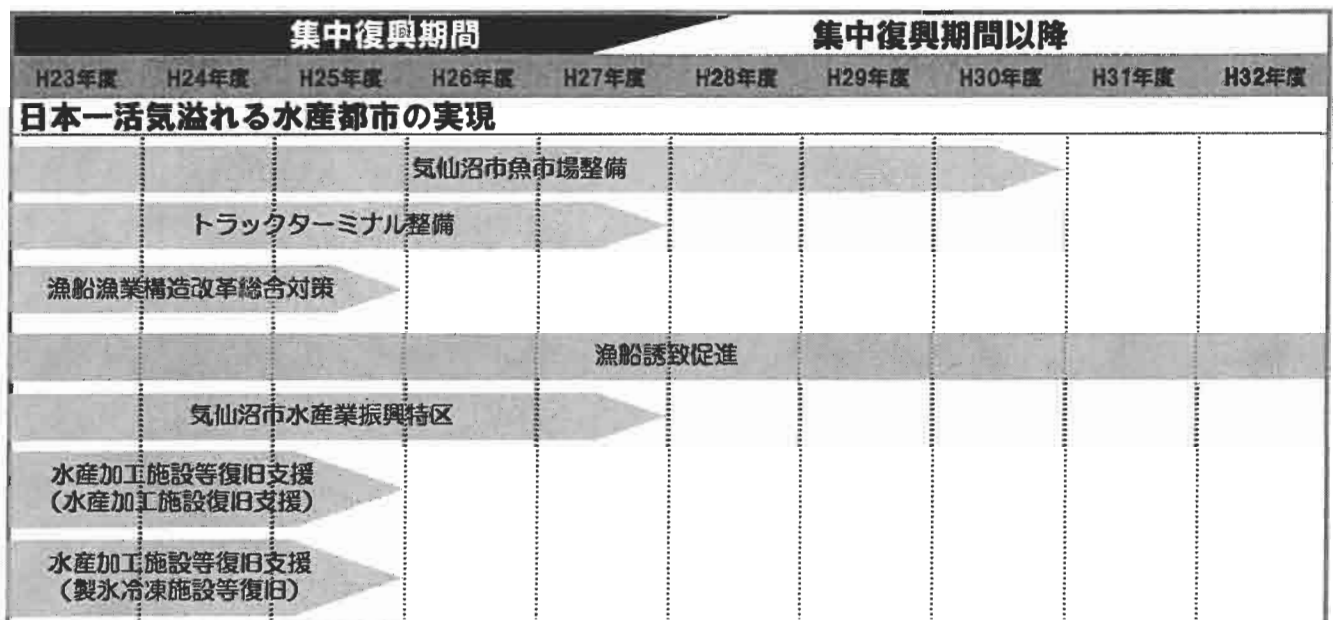 集中復興期間 集中復興期間以降
H23年度 H24年度 H25年度 H26年度 H27年度 H28年度 H29年度 H30年度 H31年度 H32年度
日本一活気溢れる水産都市の実現
気仙沼市魚市場整備
トラックターミナル整備
漁船漁業構造改革総合対策
漁船誘致促進
気仙沼市水産業振興特区
水産加工施設等復旧支援
(水産加工施設復旧支援)
水産加工施設等復旧支援
(製氷冷凍施設等復旧)